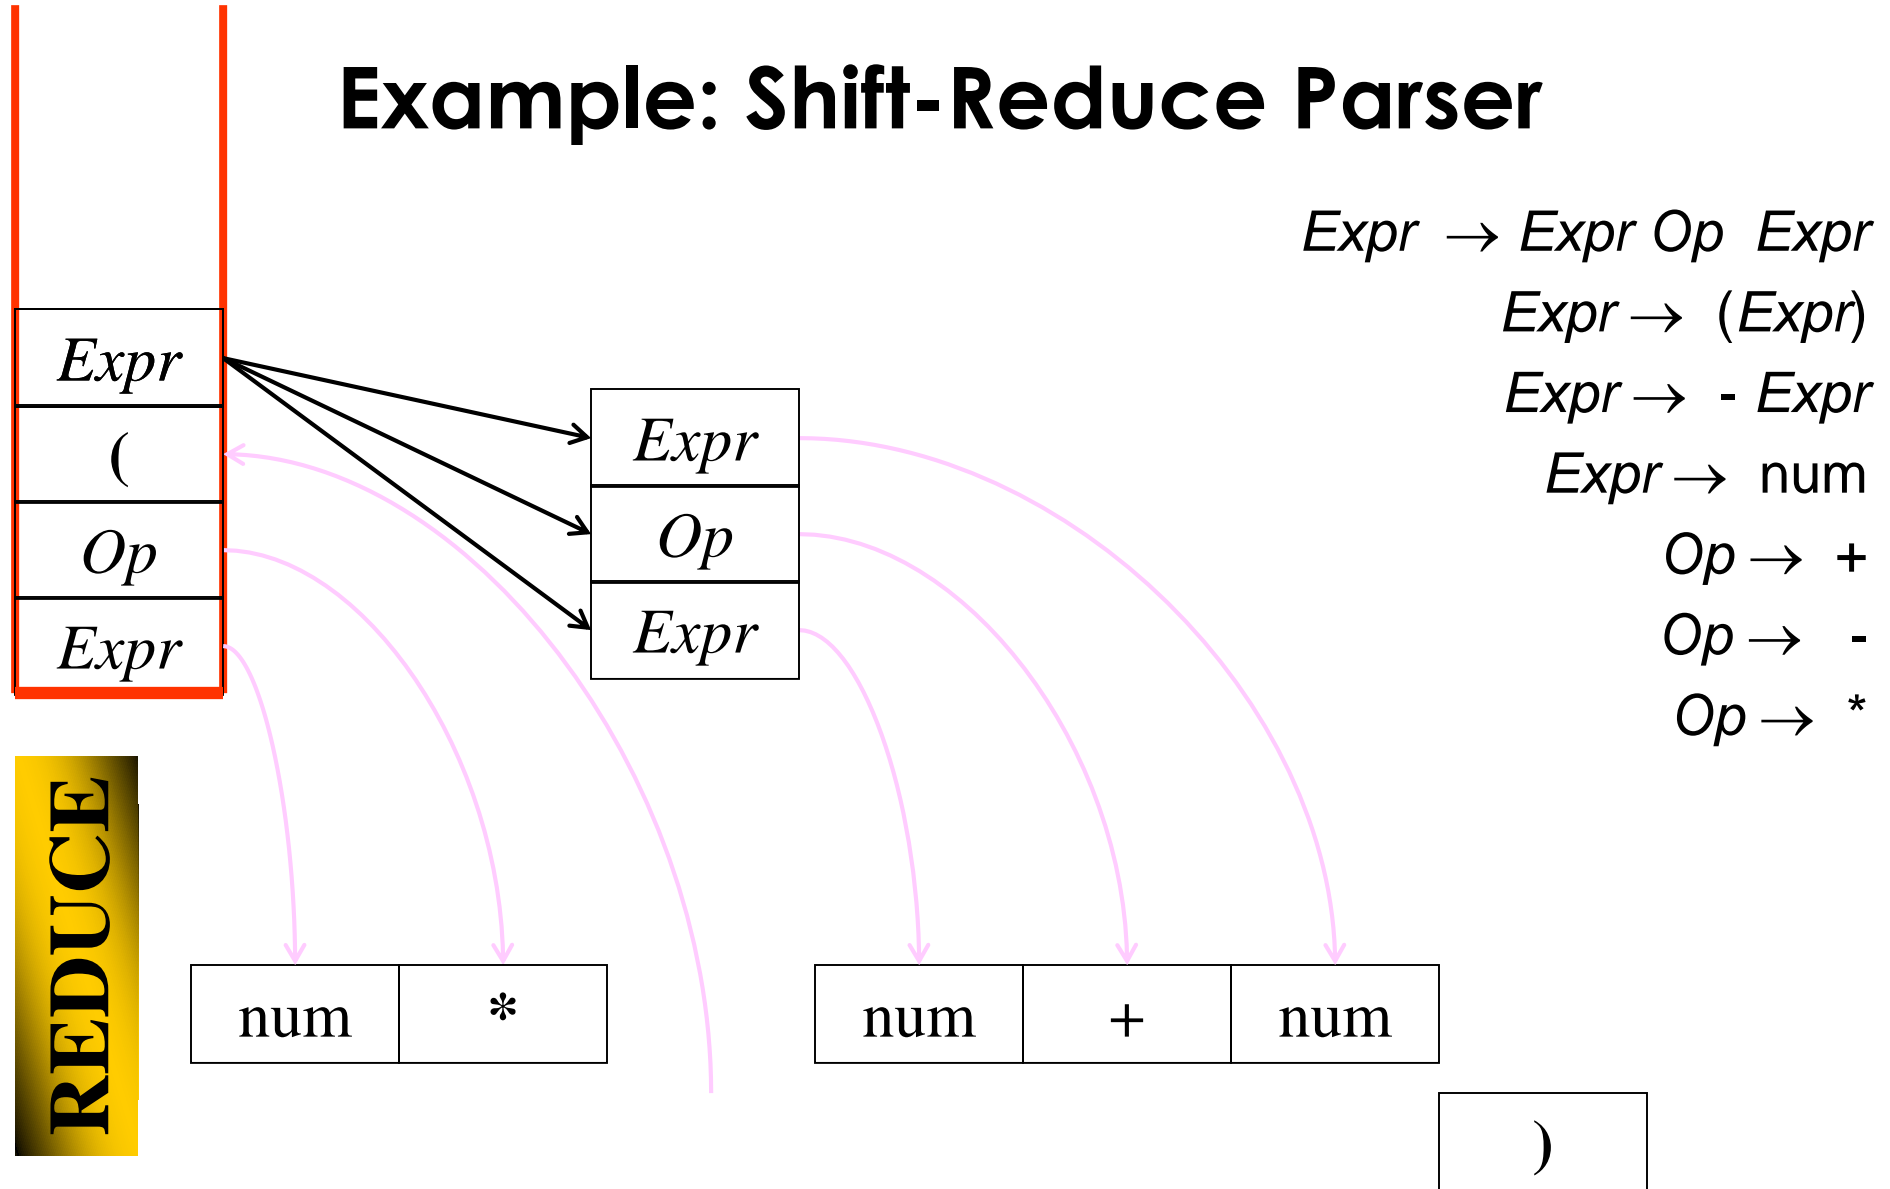 Example: Shift-Reduce Parser
Expr → Expr Op Expr
Expr → (Expr)
Expr → - Expr
Expr → num
Op → +
Op → -
Op → *
Expr
(
Op
Expr
Expr
Op
Expr
REDUCE
num *
num + num
)